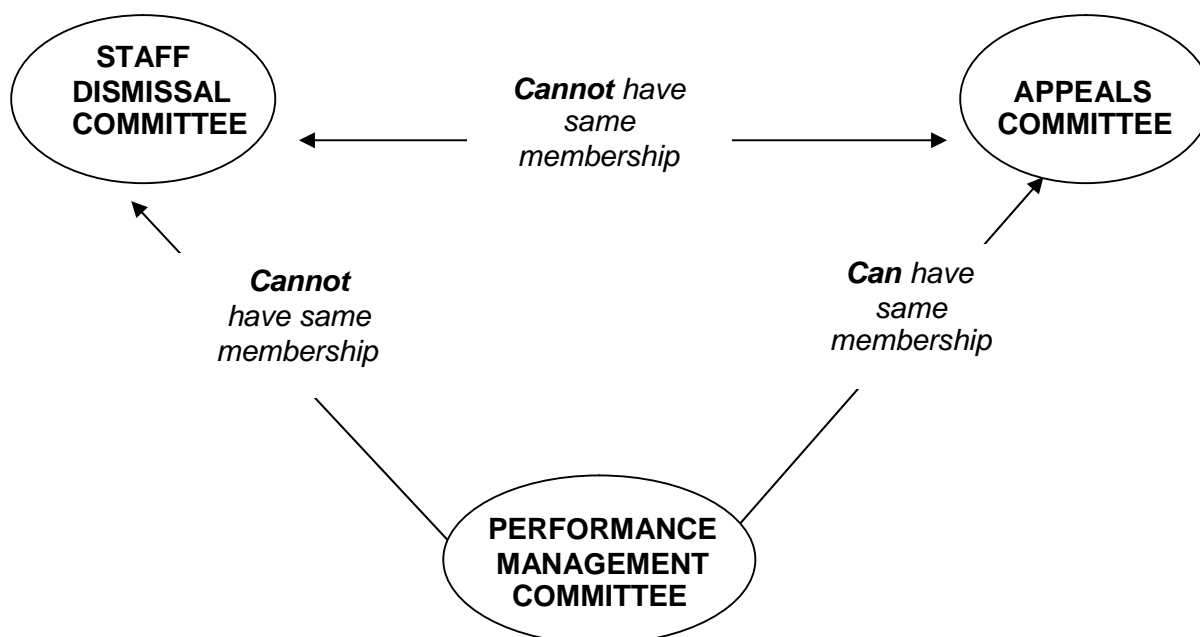 STAFF
DISMISSAL
COMMITTEE
Cannot have
same
membership
APPEALS
COMMITTEE
Cannot
have same
membership
Can have
same
membership
PERFORMANCE
MANAGEMENT
COMMITTEE